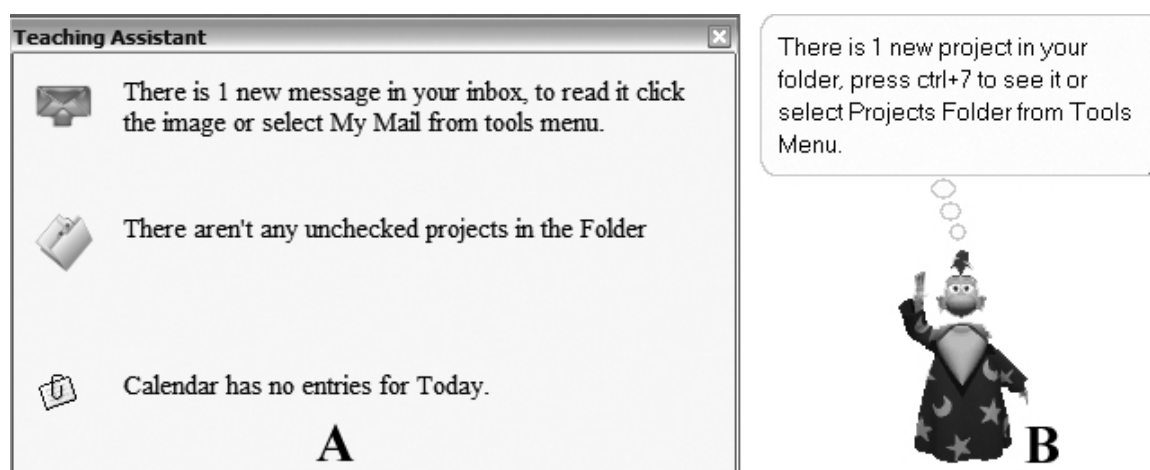 Teaching Assistant
There is 1 new message in your inbox, to read it click
the image or select My Mail from tools menu.
There aren't any unchecked projects in the Folder
Calendar has no entries for Today.
A
There is 1 new project in your
folder, press ctrl+7 to see it or
select Projects Folder from Tools
Menu.
B